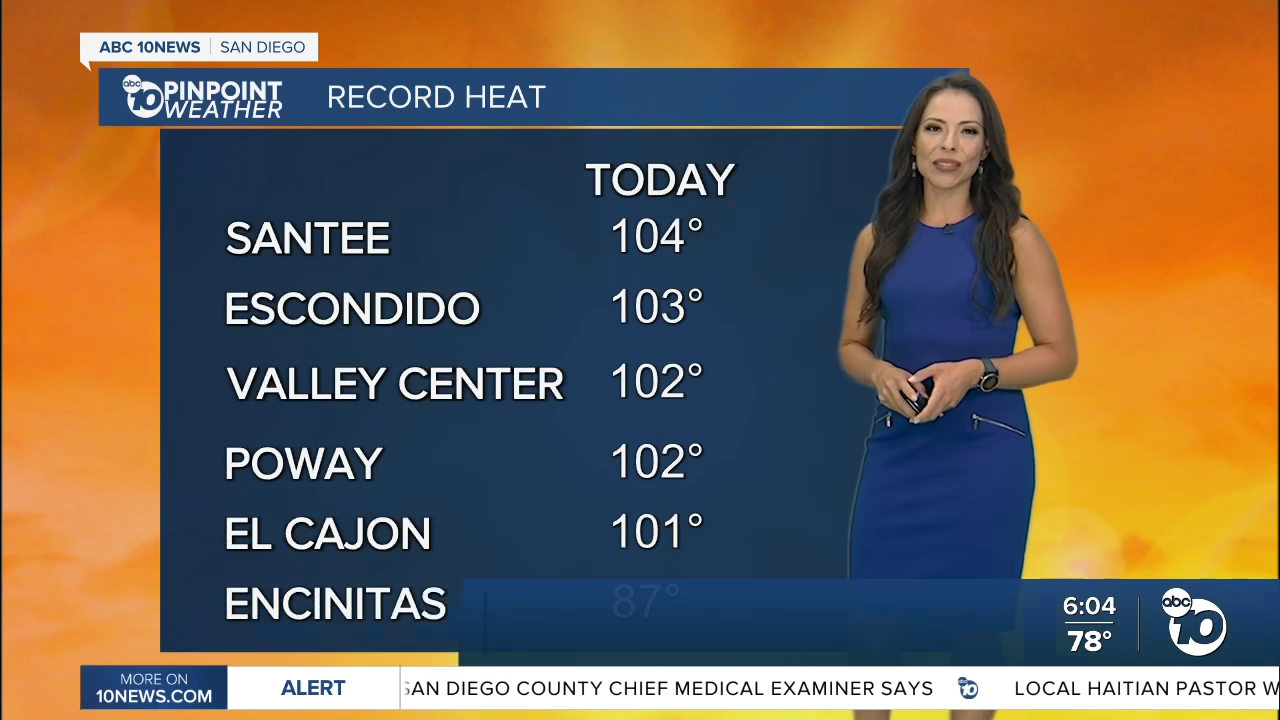 ABC 10NEWS | SAN DIEGO
abc 10 PINPOINT WEATHER
RECORD HEAT
TODAY
SANTEE 104°
ESCONDIDO 103°
VALLEY CENTER 102°
POWAY 102°
EL CAJON 101°
ENCINITAS 87°
6:04
78°
abc 10
MORE ON
10NEWS.COM
ALERT
SAN DIEGO COUNTY CHIEF MEDICAL EXAMINER SAYS abc 10 LOCAL HAITIAN PASTOR W